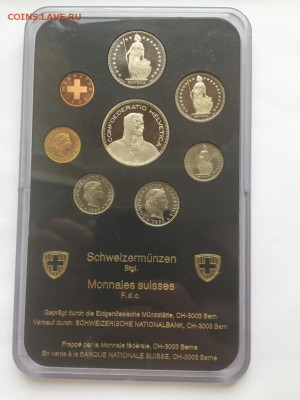 COINS.LAVE.RU
HELVETIA
CONFOEDERATIO HELVETICA
Schweizermünzen
Stgl.
Monnaies suisses
F.d.c.
Geprägt durch die Eidgenössische Münzstätte, CH-3003 Bern
Verkauf durch: SCHWEIZERISCHE NATIONALBANK, CH-3003 Bern
Frappé par la Monnaie fédérale, CH-3003 Berne
En vente à la BANQUE NATIONALE SUISSE, CH-3003 Berne